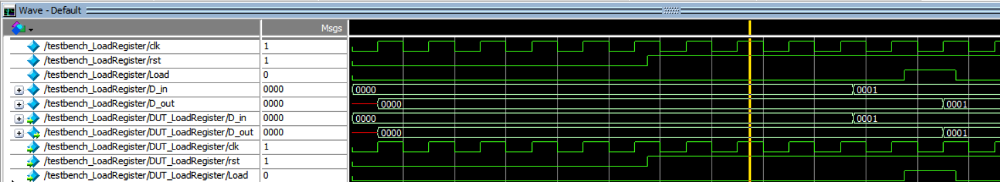 Wave - Default
Msgs
/testbench_LoadRegister/clk 1
/testbench_LoadRegister/rst 1
/testbench_LoadRegister/Load 0
/testbench_LoadRegister/D_in 0000 0000 0001
/testbench_LoadRegister/D_out 0000 0000 0001
/testbench_LoadRegister/DUT_LoadRegister/D_in 0000 0000 0001
/testbench_LoadRegister/DUT_LoadRegister/D_out 0000 0000 0001
/testbench_LoadRegister/DUT_LoadRegister/clk 1
/testbench_LoadRegister/DUT_LoadRegister/rst 1
/testbench_LoadRegister/DUT_LoadRegister/Load 0